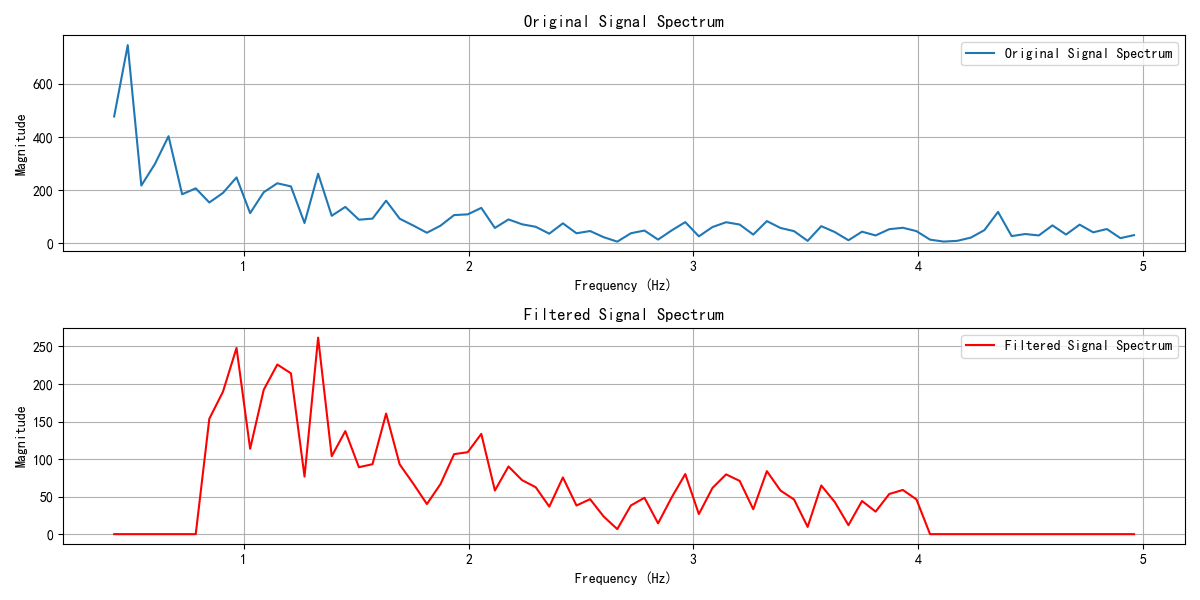 Original Signal Spectrum
Original Signal Spectrum
Magnitude
600
400
200
0
1
2
3
4
5
Frequency (Hz)
Filtered Signal Spectrum
Filtered Signal Spectrum
Magnitude
250
200
150
100
50
0
1
2
3
4
5
Frequency (Hz)